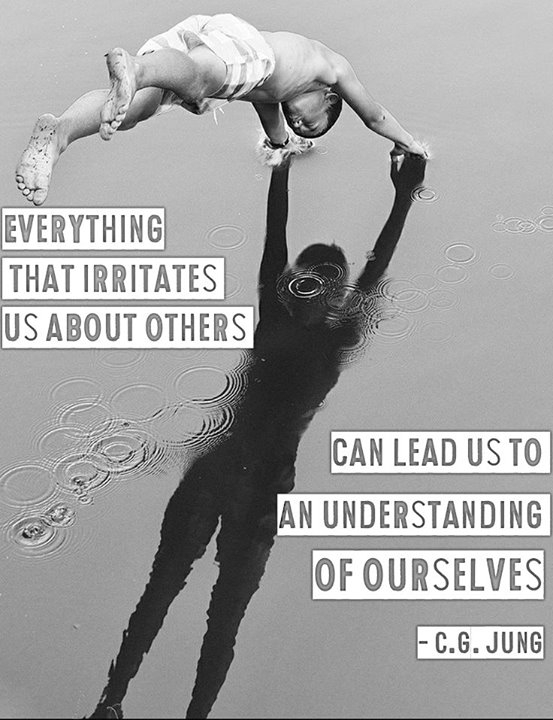 EVERYTHING
THAT IRRITATES
US ABOUT OTHERS
CAN LEAD US TO
AN UNDERSTANDING
OF OURSELVES
- C.G. JUNG